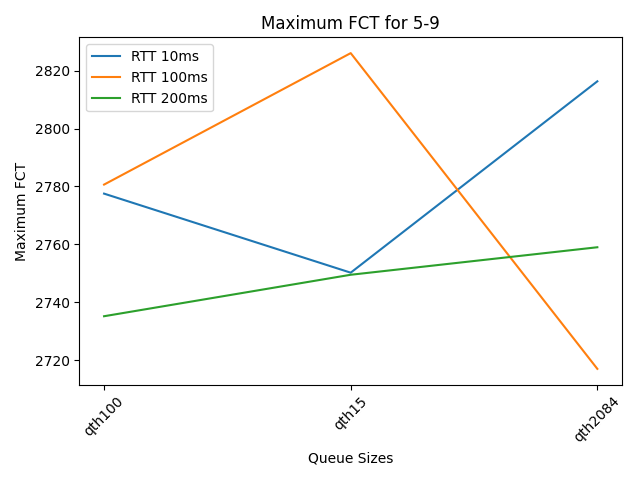 Maximum FCT for 5-9
RTT 10ms
RTT 100ms
RTT 200ms
Maximum FCT
2820
2800
2780
2760
2740
2720
qth100
qth15
qth2084
Queue Sizes